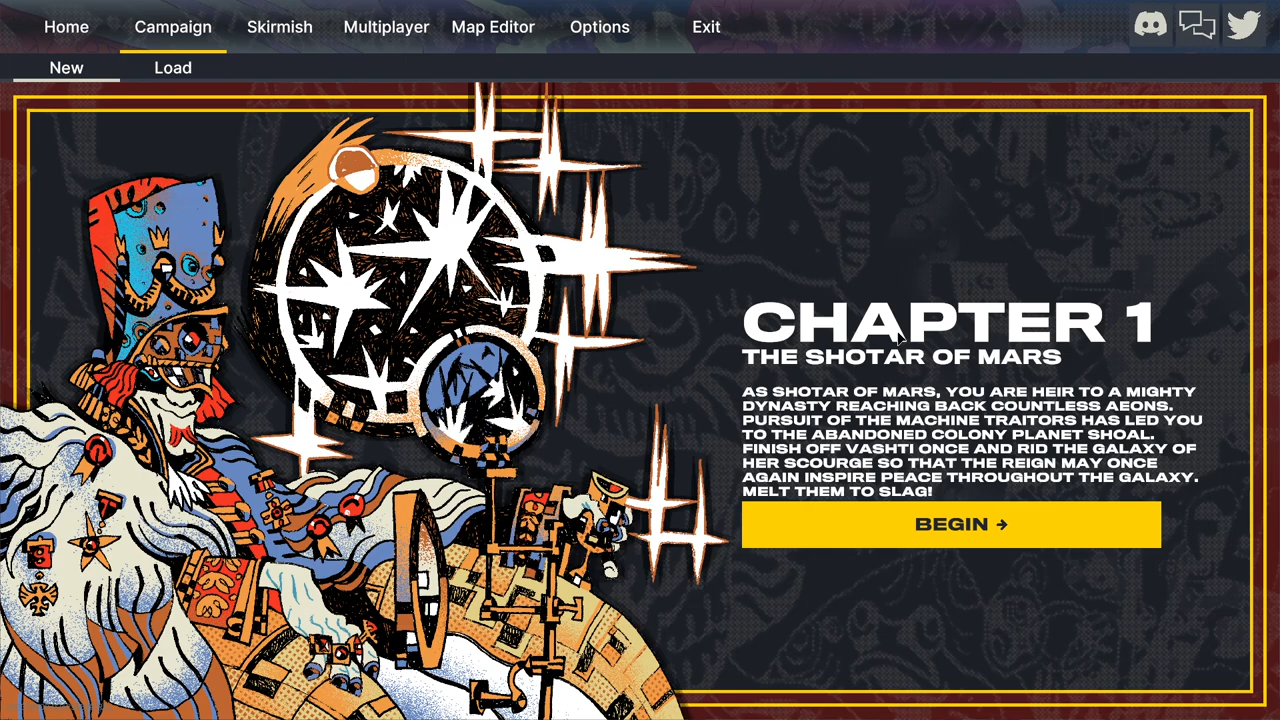 Home Campaign Skirmish Multiplayer Map Editor Options Exit
New Load
CHAPTER 1
THE SHOTAR OF MARS
AS SHOTAR OF MARS, YOU ARE HEIR TO A MIGHTY
DYNASTY REACHING BACK COUNTLESS AEONS.
PURSUIT OF THE MACHINE TRAITORS HAS LED YOU
TO THE ABANDONED COLONY PLANET SHOAL.
FINISH OFF VASHTI ONCE AND RID THE GALAXY OF
HER SCOURGE SO THAT THE REIGN MAY ONCE
AGAIN INSPIRE PEACE THROUGHOUT THE GALAXY.
MELT THEM TO SLAG!
BEGIN →